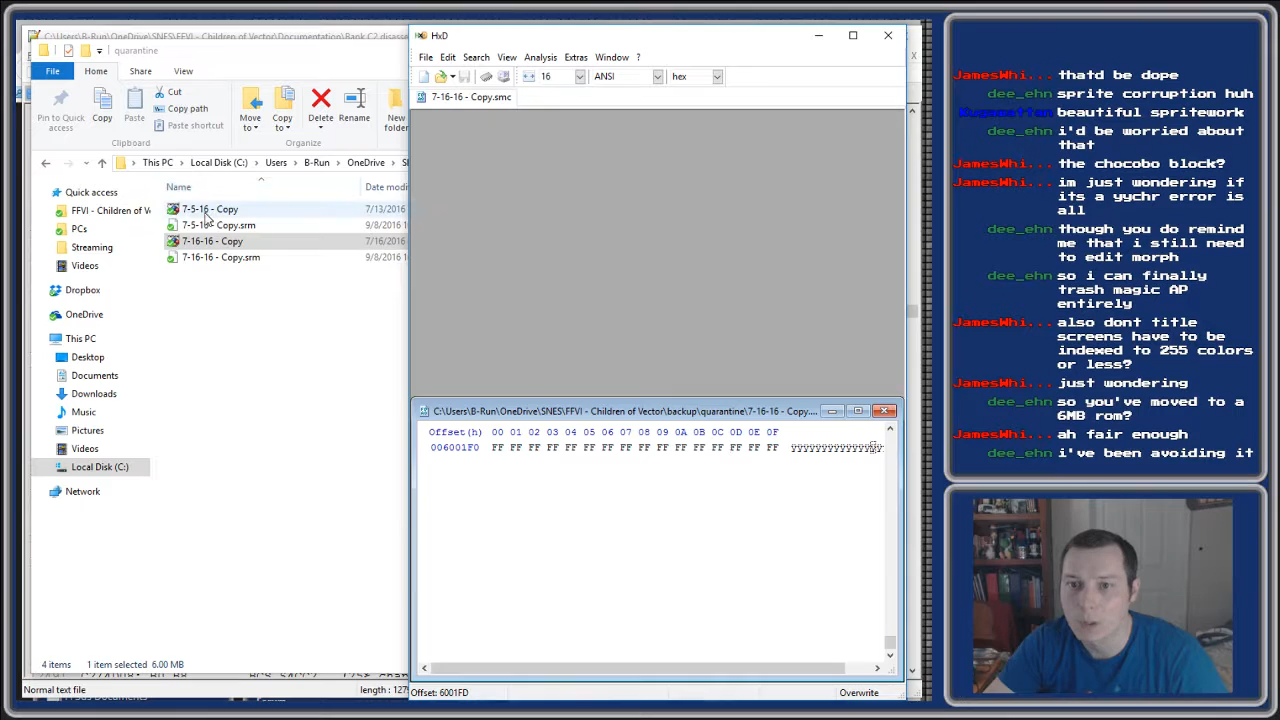 C:\Users\B-Run\OneDrive\SNES\FFVI - Children of Vector\Documentation\Bank C2 disasse
quarantine
File
Home
Share
View
Pin to Quick access
Copy
Paste
Cut
Copy path
Paste shortcut
Clipboard
Move to
Copy to
Delete
Rename
New folder
Organize
This PC
Local Disk (C:)
Users
B-Run
OneDrive
Name
Date modif
Quick access
FFVI - Children of Ve
PCs
Streaming
Videos
Dropbox
OneDrive
This PC
Desktop
Documents
Downloads
Music
Pictures
Videos
Local Disk (C:)
Network
7-5-16 - Copy
7/13/2016
7-5-16 - Copy.srm
9/8/2016 -
7-16-16 - Copy
7/16/2016
7-16-16 - Copy.srm
9/8/2016 -
4 items
1 item selected 6.00 MB
Normal text file
HxD
File Edit Search View Analysis Extras Window ?
16
ANSI
hex
7-16-16 - Copy.smc
C:\Users\B-Run\OneDrive\SNES\FFVI - Children of Vector\backup\quarantine\7-16-16 - Copy....
Offset(h) 00 01 02 03 04 05 06 07 08 09 0A 0B 0C 0D 0E 0F
006001F0 FF FF FF FF FF FF FF FF FF FF FF FF FF FF FF FF
Offset: 6001FD
Overwrite
JamesWhi... thatd be dope
dee_ehn sprite corruption huh
beautiful spritework
dee_ehn i'd be worried about
that
JamesWhi... the chocobo block?
JamesWhi... im just wondering if
its a yychr error is
all
dee_ehn though you do remind
me that i still need
to edit morph
dee_ehn so i can finally
trash magic AP
entirely
JamesWhi... also dont title
screens have to be
indexed to 255 colors
or less?
JamesWhi... just wondering
dee_ehn so you've moved to a
6MB rom?
JamesWhi... ah fair enough
dee_ehn i've been avoiding it